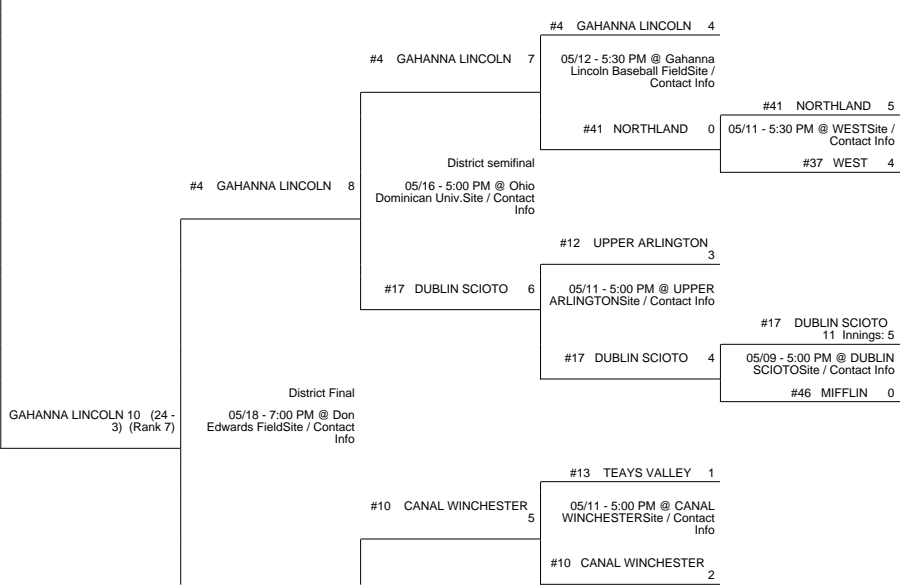 #4 GAHANNA LINCOLN 4
#4 GAHANNA LINCOLN 7
05/12 - 5:30 PM @ Gahanna
Lincoln Baseball FieldSite /
Contact Info
#41 NORTHLAND 5
#41 NORTHLAND 0
05/11 - 5:30 PM @ WESTSite /
Contact Info
#37 WEST 4
District semifinal
#4 GAHANNA LINCOLN 8
05/16 - 5:00 PM @ Ohio
Dominican Univ.Site / Contact
Info
#12 UPPER ARLINGTON
3
#17 DUBLIN SCIOTO 6
05/11 - 5:00 PM @ UPPER
ARLINGTONSite / Contact Info
#17 DUBLIN SCIOTO
11 Innings: 5
#17 DUBLIN SCIOTO 4
05/09 - 5:00 PM @ DUBLIN
SCIOTOSite / Contact Info
#46 MIFFLIN 0
District Final
GAHANNA LINCOLN 10 (24 -
3) (Rank 7)
05/18 - 7:00 PM @ Don
Edwards FieldSite / Contact
Info
#13 TEAYS VALLEY 1
#10 CANAL WINCHESTER
5
05/11 - 5:00 PM @ CANAL
WINCHESTERSite / Contact
Info
#10 CANAL WINCHESTER
2